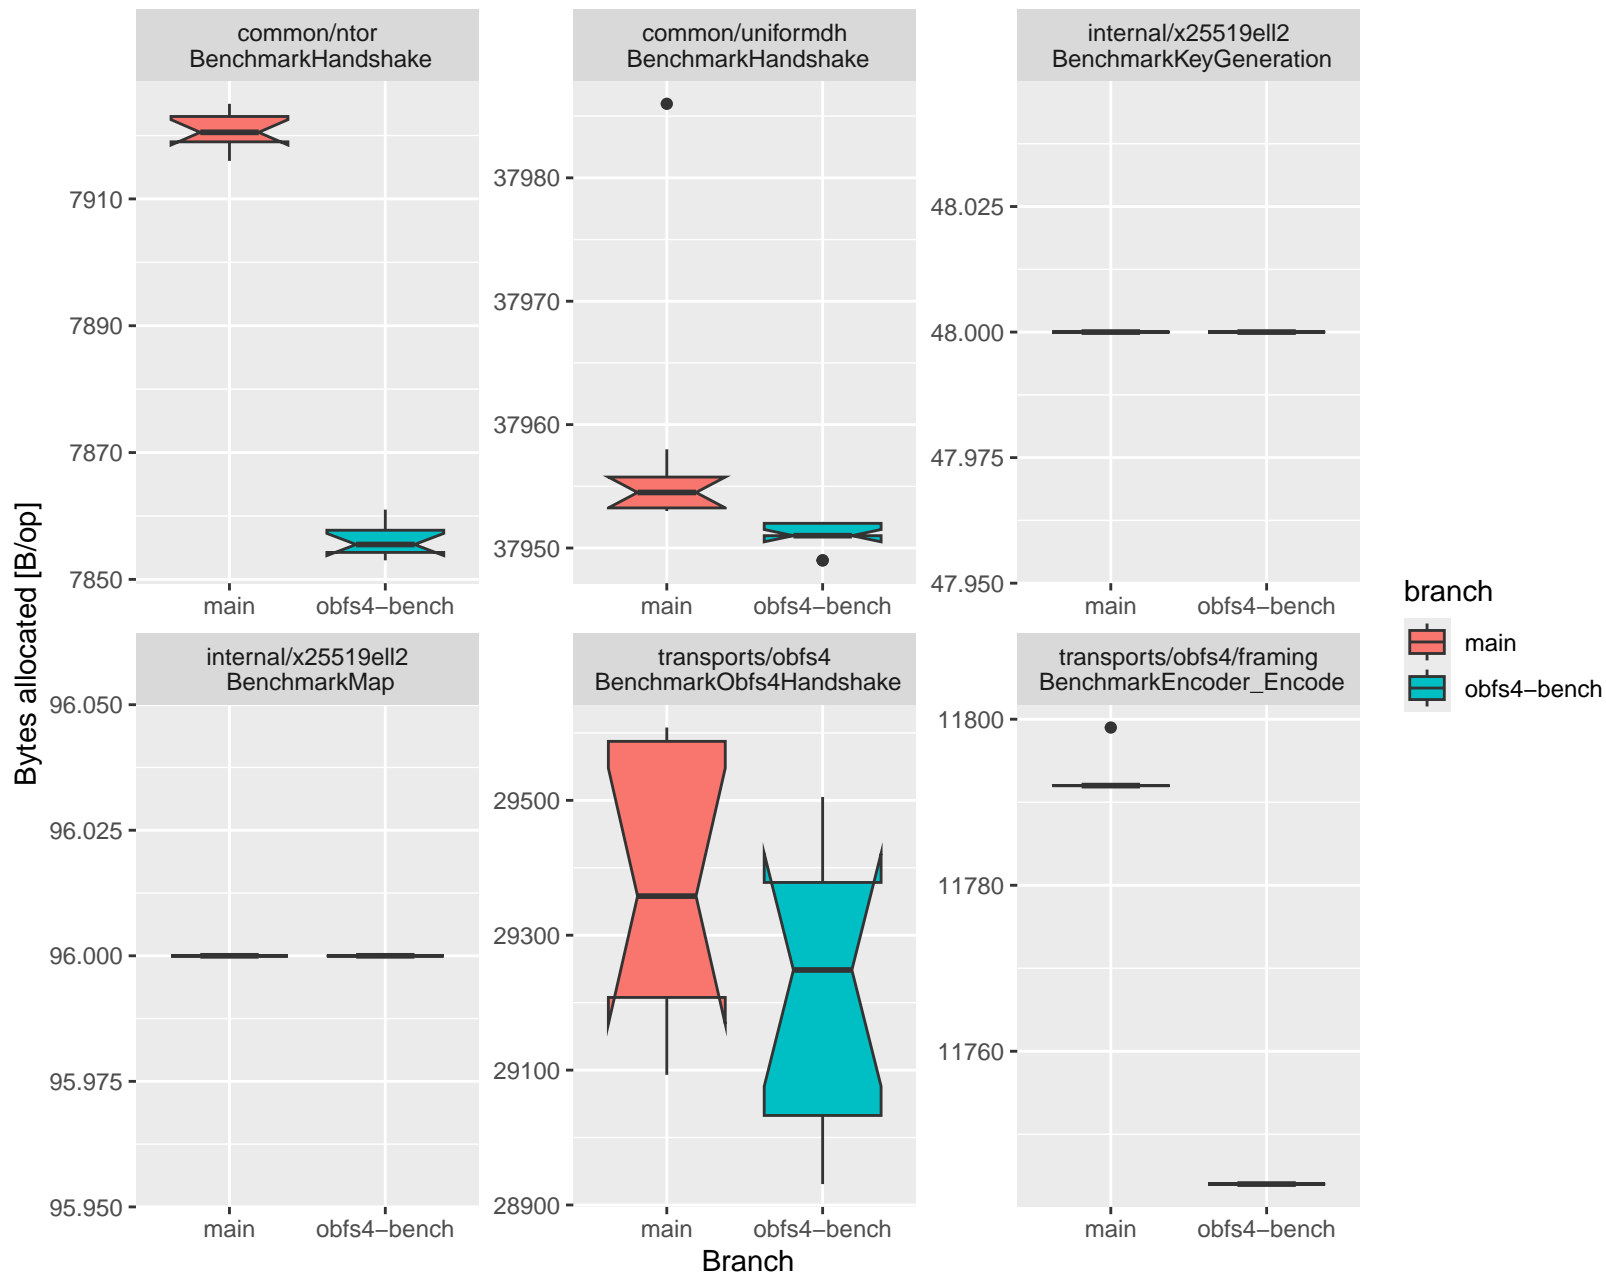 common/ntor
BenchmarkHandshake
common/uniformdh
BenchmarkHandshake
internal/x25519ell2
BenchmarkKeyGeneration
7910
7890
7870
7850
37980
37970
37960
37950
48.025
48.000
47.975
47.950
main
obfs4−bench
main
obfs4−bench
main
obfs4−bench
internal/x25519ell2
BenchmarkMap
transports/obfs4
BenchmarkObfs4Handshake
transports/obfs4/framing
BenchmarkEncoder_Encode
96.050
96.025
96.000
95.975
95.950
29500
29300
29100
28900
11800
11780
11760
main
obfs4−bench
main
obfs4−bench
main
obfs4−bench
Branch
Bytes allocated [B/op]
branch
main
obfs4−bench